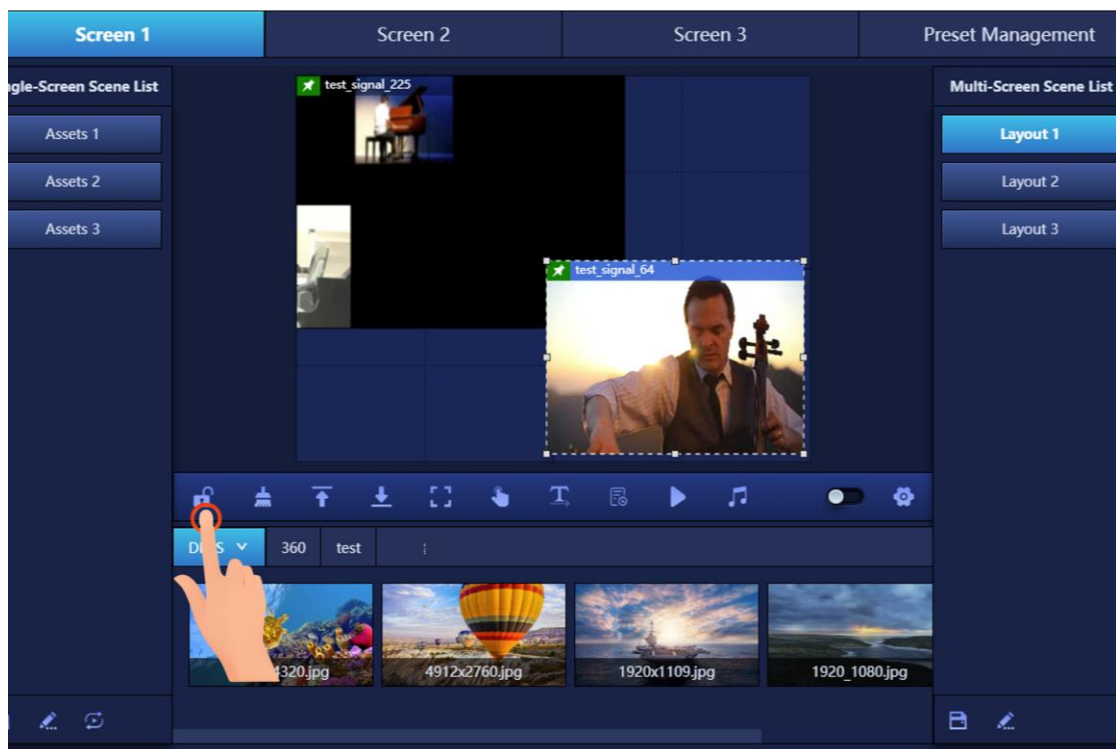 Screen 1
Screen 2
Screen 3
Preset Management
ngle-Screen Scene List
Assets 1
Assets 2
Assets 3
test_signal_225
test_signal_64
Multi-Screen Scene List
Layout 1
Layout 2
Layout 3
360
test
4320.jpg
4912x2760.jpg
1920x1109.jpg
1920_1080.jpg